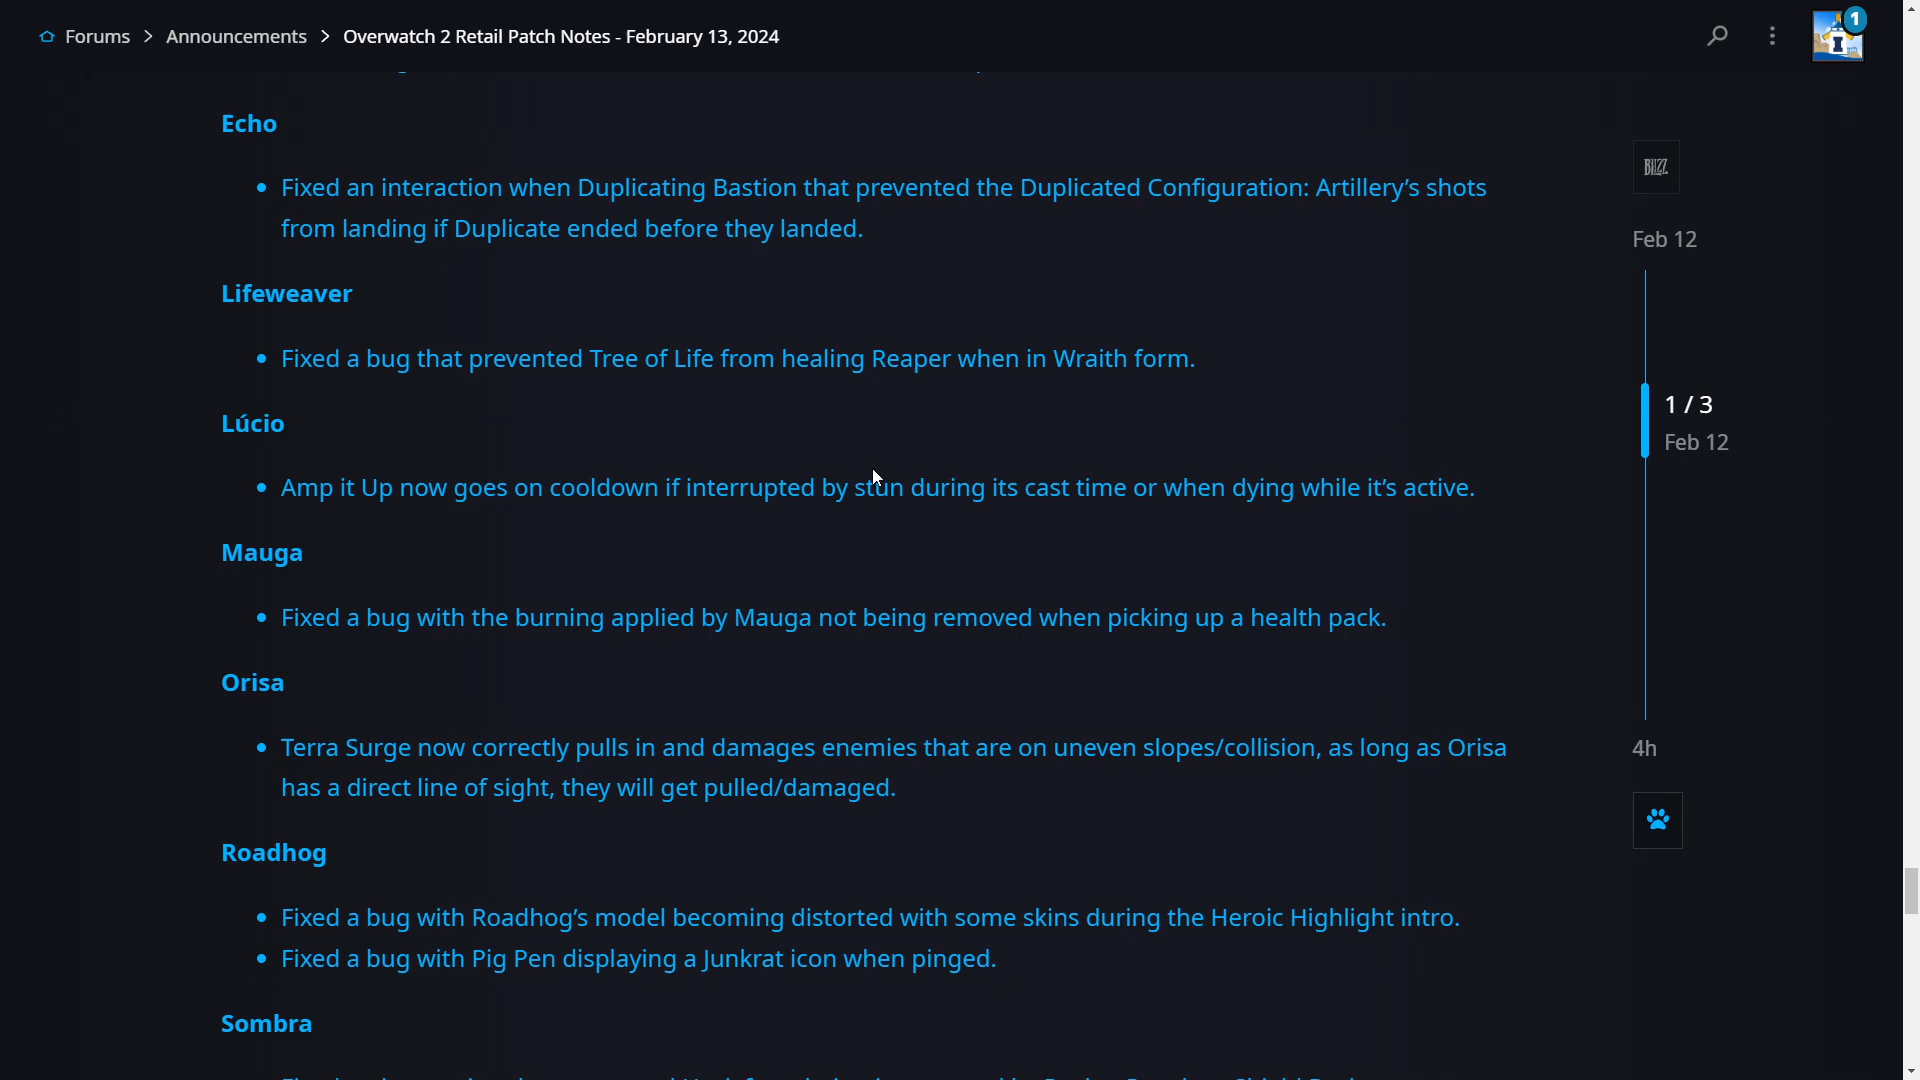 Forums > Announcements > Overwatch 2 Retail Patch Notes - February 13, 2024
1
Echo
BLIZZ
• Fixed an interaction when Duplicating Bastion that prevented the Duplicated Configuration: Artillery’s shots
from landing if Duplicate ended before they landed.
Feb 12
Lifeweaver
• Fixed a bug that prevented Tree of Life from healing Reaper when in Wraith form.
1 / 3
Feb 12
Lúcio
• Amp it Up now goes on cooldown if interrupted by stun during its cast time or when dying while it’s active.
Mauga
• Fixed a bug with the burning applied by Mauga not being removed when picking up a health pack.
Orisa
• Terra Surge now correctly pulls in and damages enemies that are on uneven slopes/collision, as long as Orisa
has a direct line of sight, they will get pulled/damaged.
4h
Roadhog
• Fixed a bug with Roadhog’s model becoming distorted with some skins during the Heroic Highlight intro.
• Fixed a bug with Pig Pen displaying a Junkrat icon when pinged.
Sombra